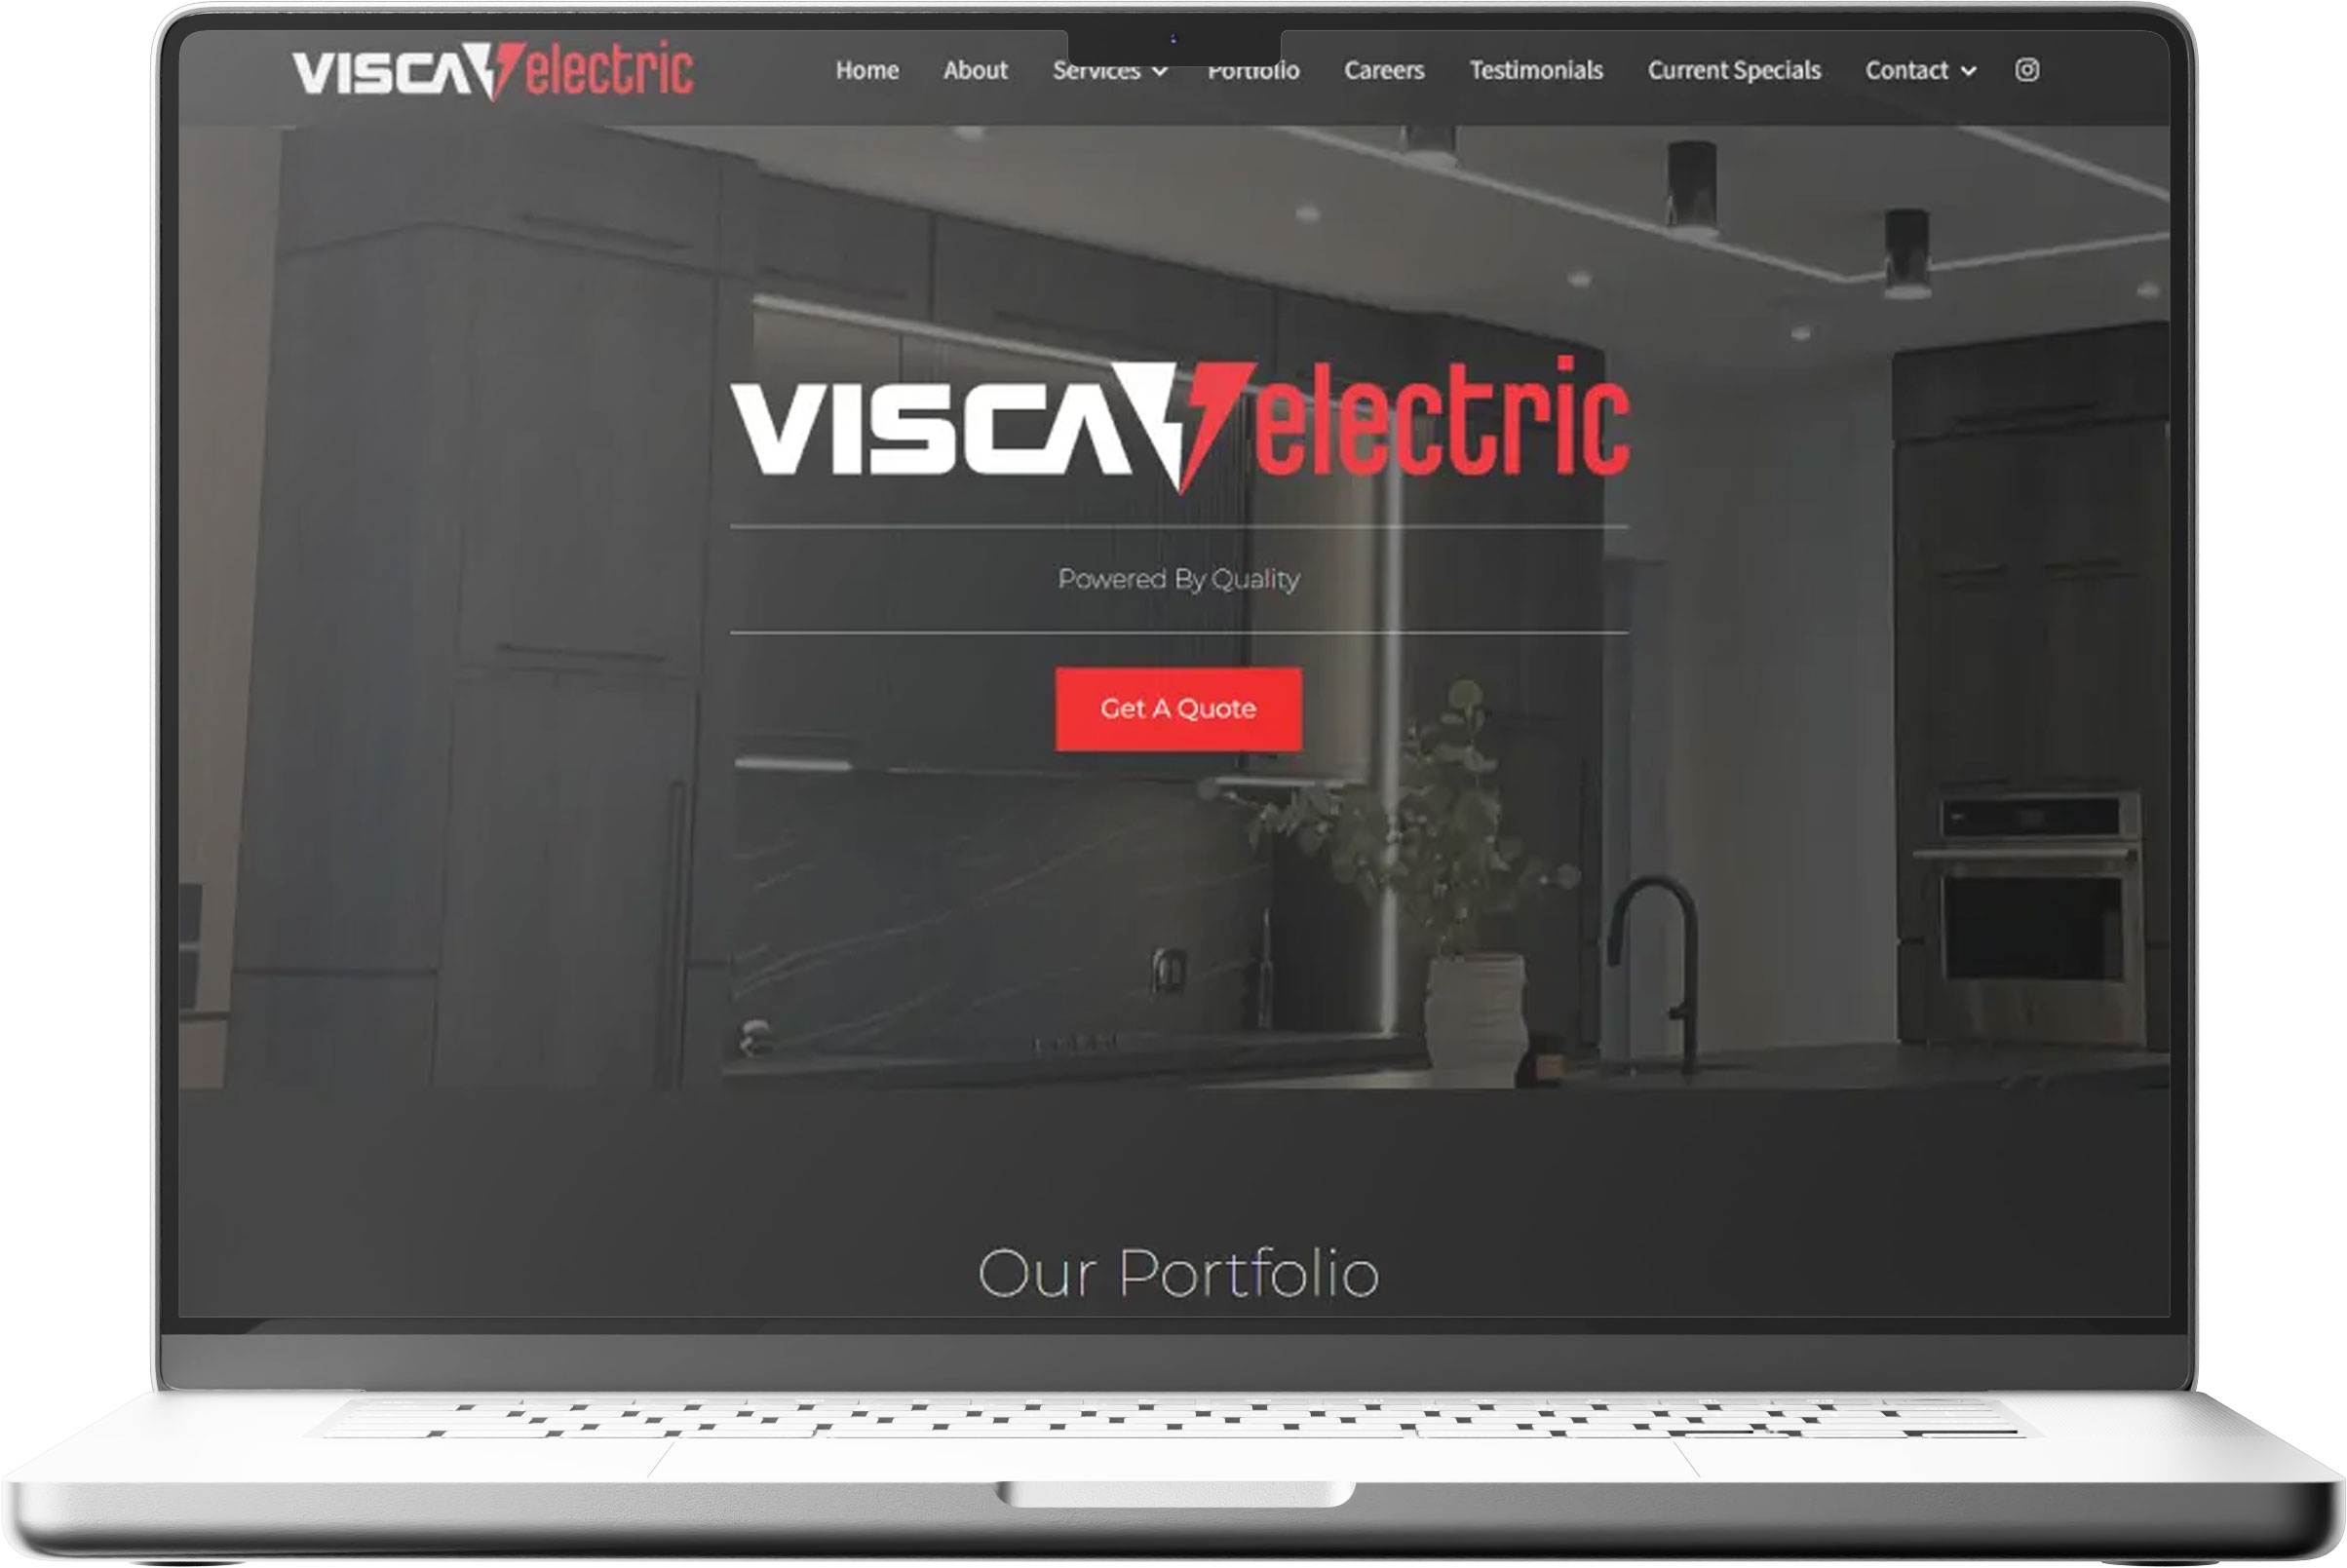 VISCA electric Home About Services Portfolio Careers Testimonials Current Specials Contact
VISCA electric
Powered By Quality
Get A Quote
Our Portfolio